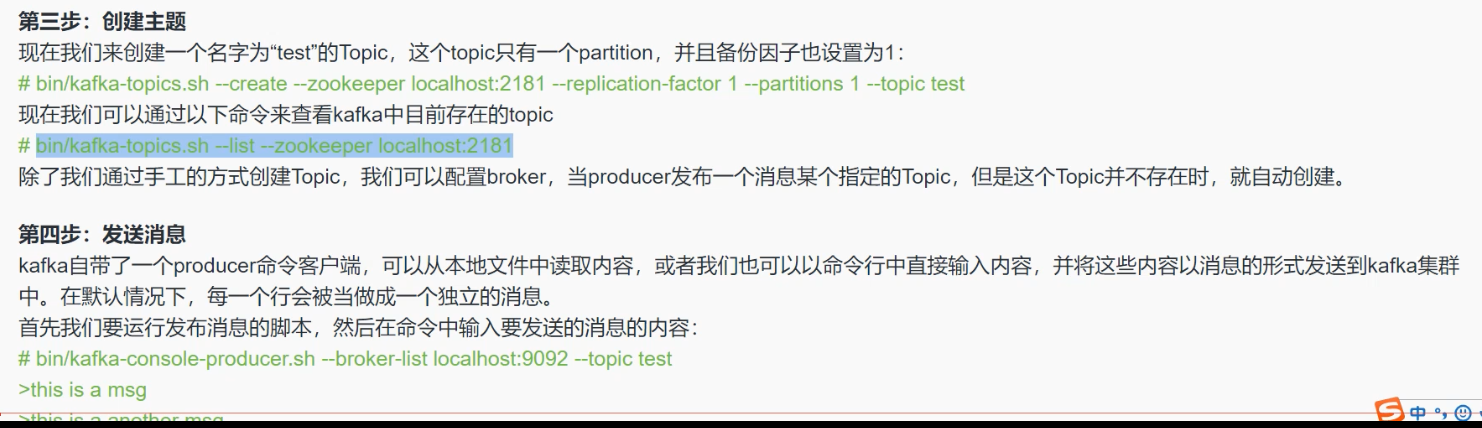 第三步：创建主题
现在我们来创建一个名字为“test”的Topic，这个topic只有一个partition，并且备份因子也设置为1：
# bin/kafka-topics.sh --create --zookeeper localhost:2181 --replication-factor 1 --partitions 1 --topic test
现在我们可以通过以下命令来查看kafka中目前存在的topic
# bin/kafka-topics.sh --list --zookeeper localhost:2181
除了我们通过手工的方式创建Topic，我们可以配置broker，当producer发布一个消息某个指定的Topic，但是这个Topic并不存在时，就自动创建。
第四步：发送消息
kafka自带了一个producer命令客户端，可以从本地文件中读取内容，或者我们也可以以命令行中直接输入内容，并将这些内容以消息的形式发送到kafka集群
中。在默认情况下，每一个行会被当做成一个独立的消息。
首先我们要运行发布消息的脚本，然后在命令中输入要发送的消息的内容：
# bin/kafka-console-producer.sh --broker-list localhost:9092 --topic test
>this is a msg
>this is a another msg
S 中